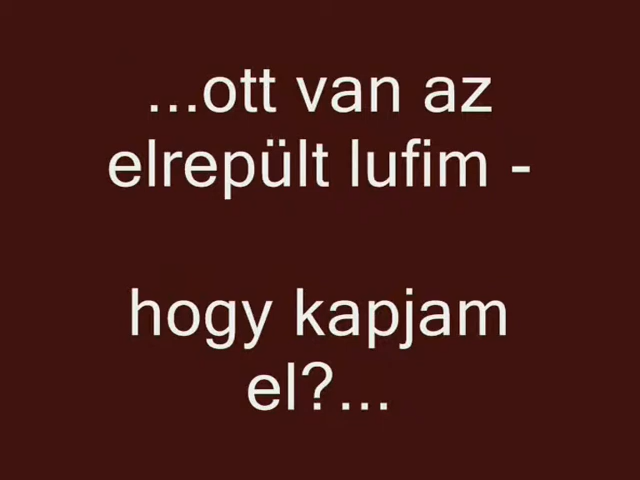 ...ott van az
elrepült lufim -
hogy kapjam
el?...